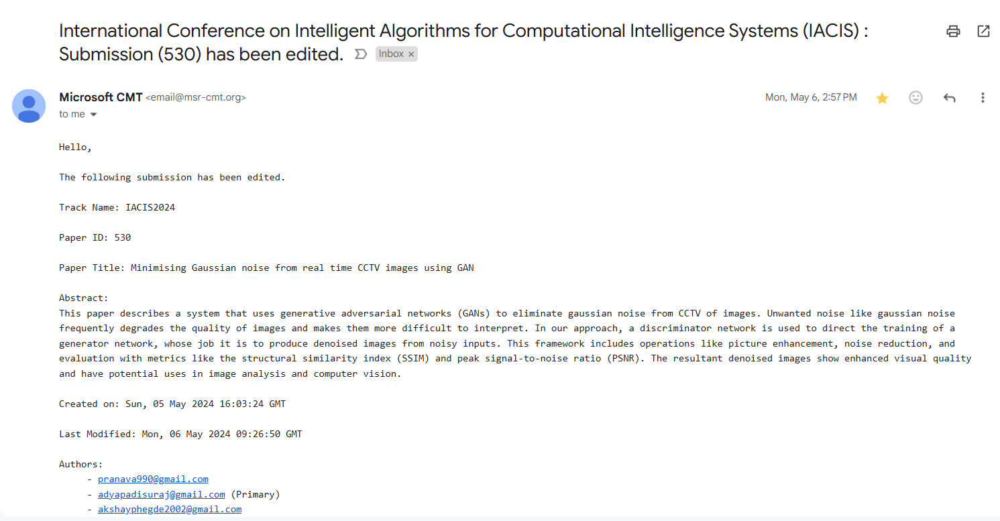 International Conference on Intelligent Algorithms for Computational Intelligence Systems (IACIS) :
Submission (530) has been edited.
Inbox ×
Microsoft CMT <email@msr-cmt.org>
Mon, May 6, 2:57 PM
to me
Hello,
The following submission has been edited.
Track Name: IACIS2024
Paper ID: 530
Paper Title: Minimising Gaussian noise from real time CCTV images using GAN
Abstract:
This paper describes a system that uses generative adversarial networks (GANs) to eliminate gaussian noise from CCTV of images. Unwanted noise like gaussian noise
frequently degrades the quality of images and makes them more difficult to interpret. In our approach, a discriminator network is used to direct the training of a
generator network, whose job it is to produce denoised images from noisy inputs. This framework includes operations like picture enhancement, noise reduction, and
evaluation with metrics like the structural similarity index (SSIM) and peak signal-to-noise ratio (PSNR). The resultant denoised images show enhanced visual quality
and have potential uses in image analysis and computer vision.
Created on: Sun, 05 May 2024 16:03:24 GMT
Last Modified: Mon, 06 May 2024 09:26:50 GMT
Authors:
- pranava990@gmail.com
- adyapadisuraj@gmail.com (Primary)
- akshayphegde2002@gmail.com